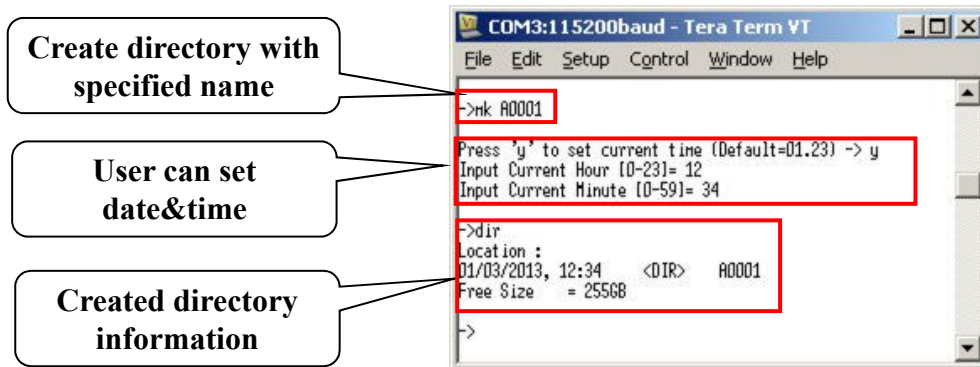 Create directory with
specified name
User can set
date&time
Created directory
information
COM3:115200baud - Tera Term VT
File Edit Setup Control Window Help
->mk A0001
Press 'y' to set current time (Default=01.23) -> y
Input Current Hour [0-23]= 12
Input Current Minute [0-59]= 34
->dir
Location :
01/03/2013, 12:34 <DIR> A0001
Free Size = 255GB
->